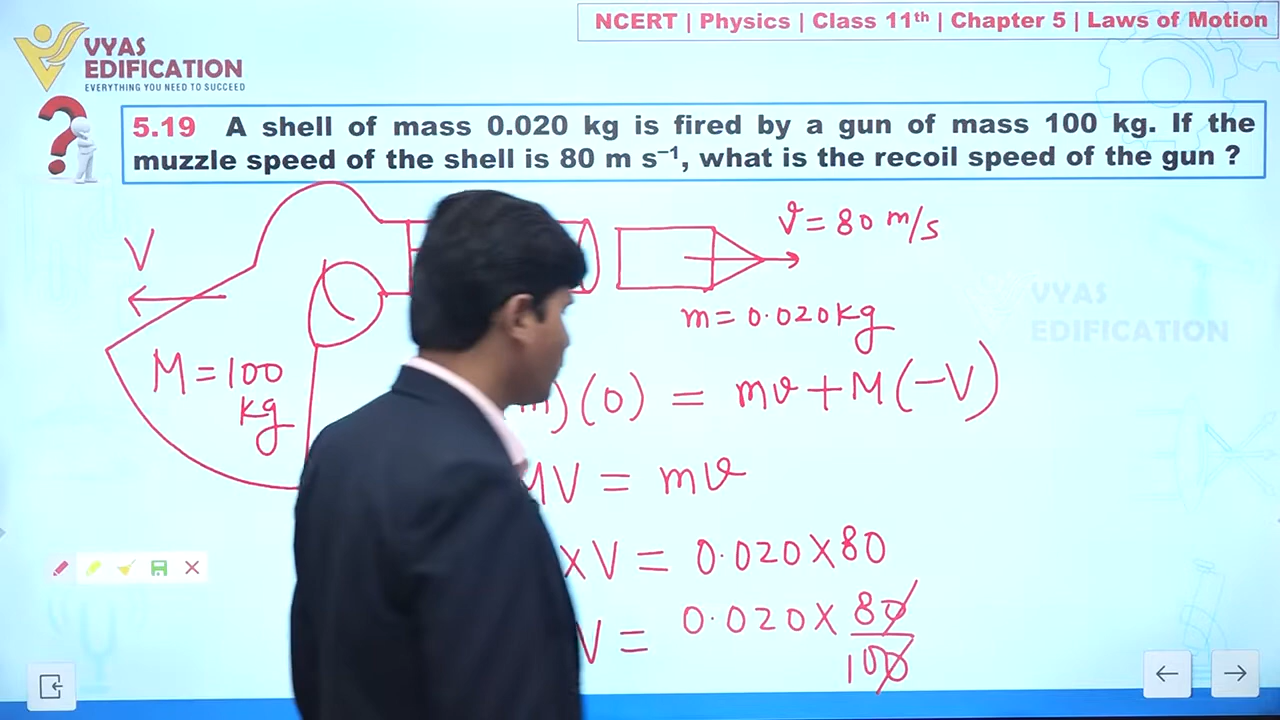 NCERT | Physics | Class 11th | Chapter 5 | Laws of Motion
VYAS
EDIFICATION
EVERYTHING YOU NEED TO SUCCEED
5.19 A shell of mass 0.020 kg is fired by a gun of mass 100 kg. If the
muzzle speed of the shell is 80 m s⁻¹, what is the recoil speed of the gun ?
V
v = 80 m/s
m = 0.020 kg
M = 100
kg
VYAS
EDIFICATION
)(0) = mv + M(-V)
MV = mv
x V = 0.020 x 80
V = 0.020 x 80/100